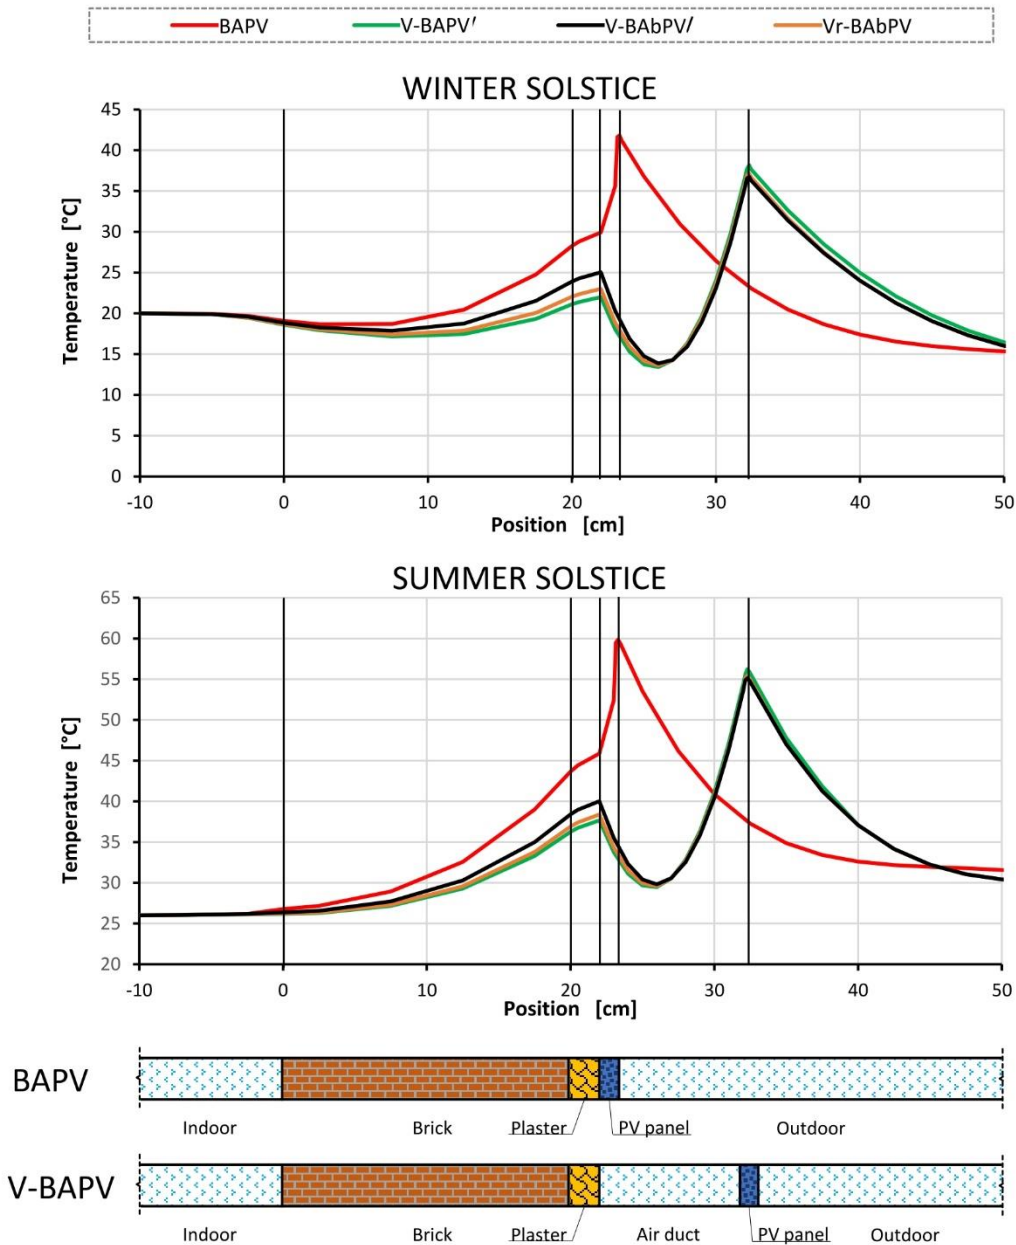 BAPV V-BAPV′ V-BAbPV/ Vr-BAbPV
WINTER SOLSTICE
45
40
35
30
25
20
15
10
5
0
Temperature [°C]
-10 0 10 20 30 40 50
Position [cm]
SUMMER SOLSTICE
65
60
55
50
45
40
35
30
25
20
Temperature [°C]
-10 0 10 20 30 40 50
Position [cm]
BAPV
Indoor Brick Plaster PV panel Outdoor
V-BAPV
Indoor Brick Plaster Air duct PV panel Outdoor